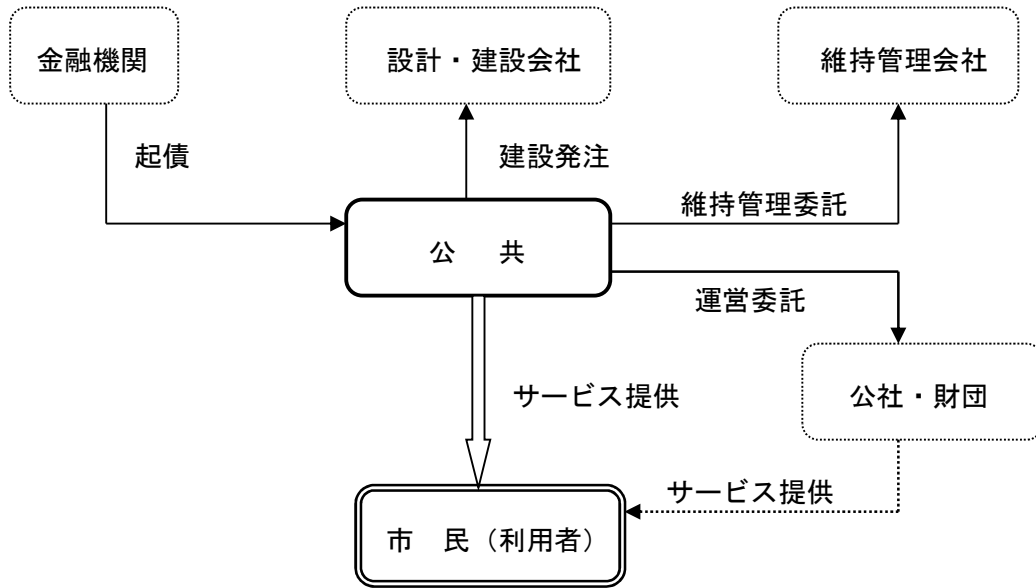 金融機関
設計・建設会社
維持管理会社
起債
建設発注
維持管理委託
公　共
運営委託
サービス提供
公社・財団
サービス提供
市　民（利用者）